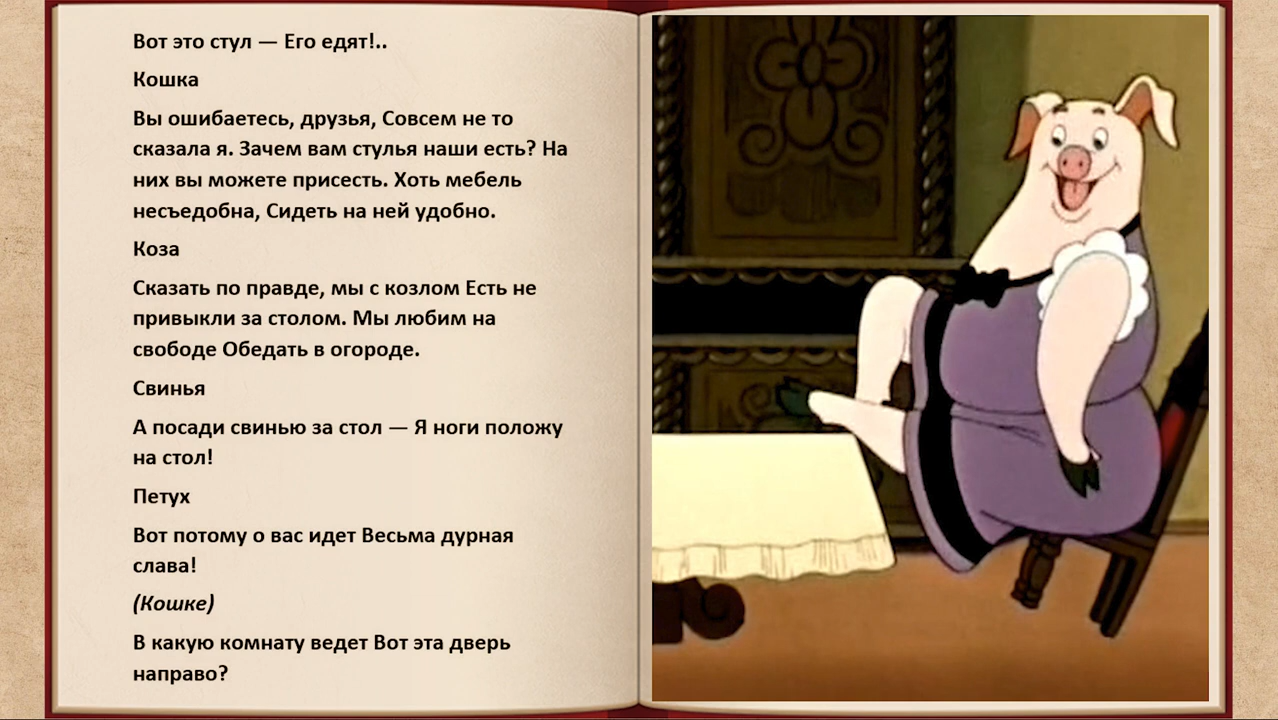 Вот это стул — Его едят!..
Кошка
Вы ошибаетесь, друзья, Совсем не то
сказала я. Зачем вам стулья наши есть? На
них вы можете присесть. Хоть мебель
несъедобна, Сидеть на ней удобно.
Коза
Сказать по правде, мы с козлом Есть не
привыкли за столом. Мы любим на
свободе Обедать в огороде.
Свинья
А посади свинью за стол — Я ноги положу
на стол!
Петух
Вот потому о вас идет Весьма дурная
слава!
(Кошке)
В какую комнату ведет Вот эта дверь
направо?